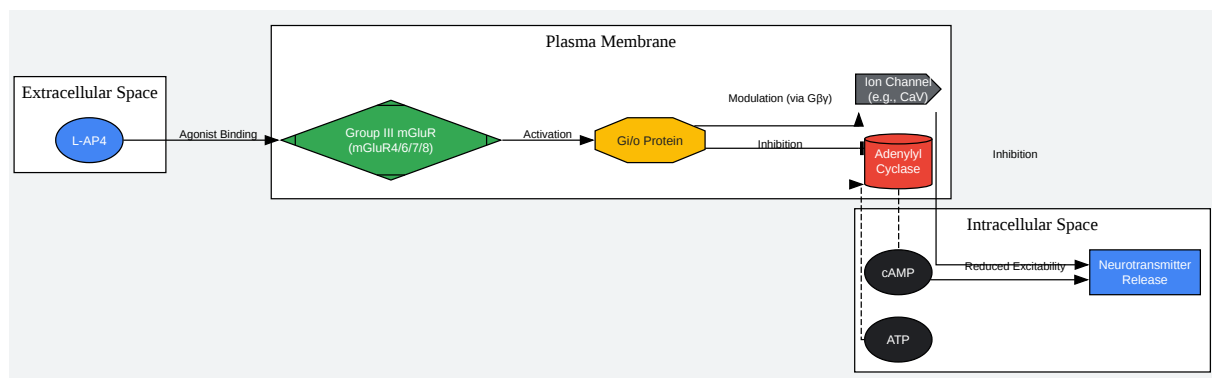 Plasma Membrane
Extracellular Space
L-AP4
Agonist Binding
Group III mGluR
(mGluR4/6/7/8)
Activation
Gi/o Protein
Modulation (via Gβγ)
Inhibition
Ion Channel
(e.g., CaV)
Adenylyl
Cyclase
Inhibition
Intracellular Space
cAMP
Reduced Excitability
Neurotransmitter
Release
ATP